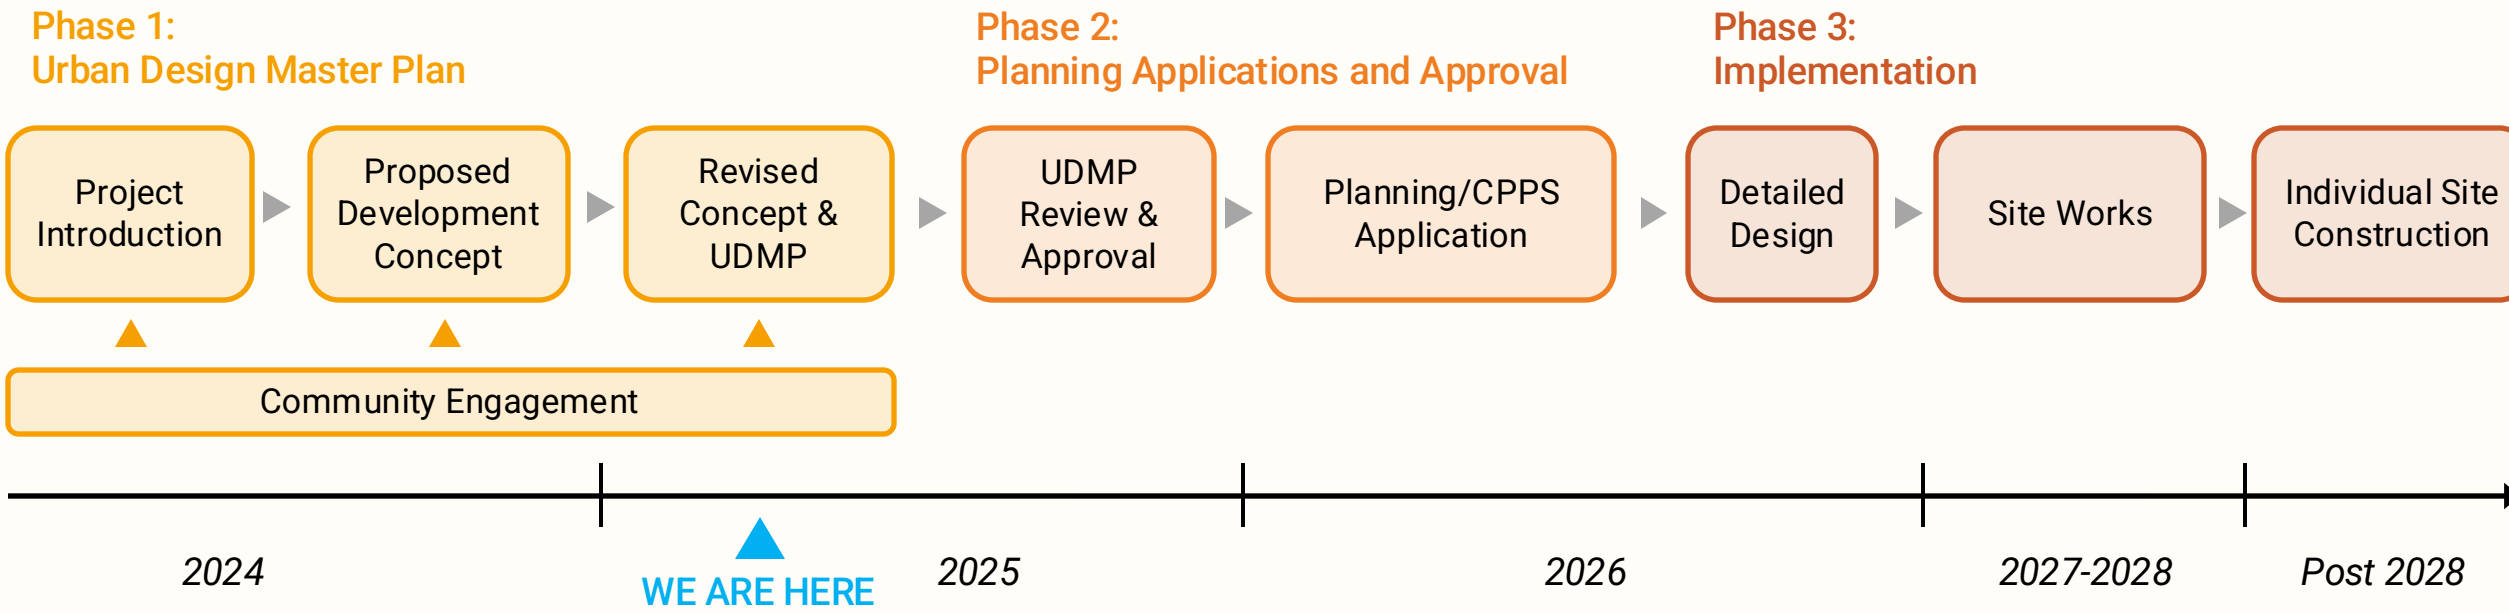 Phase 1:
Urban Design Master Plan
Phase 2:
Planning Applications and Approval
Phase 3:
Implementation
Project
Introduction
Proposed
Development
Concept
Revised
Concept &
UDMP
UDMP
Review &
Approval
Planning/CPPS
Application
Detailed
Design
Site Works
Individual Site
Construction
Community Engagement
2024
WE ARE HERE
2025
2026
2027-2028
Post 2028